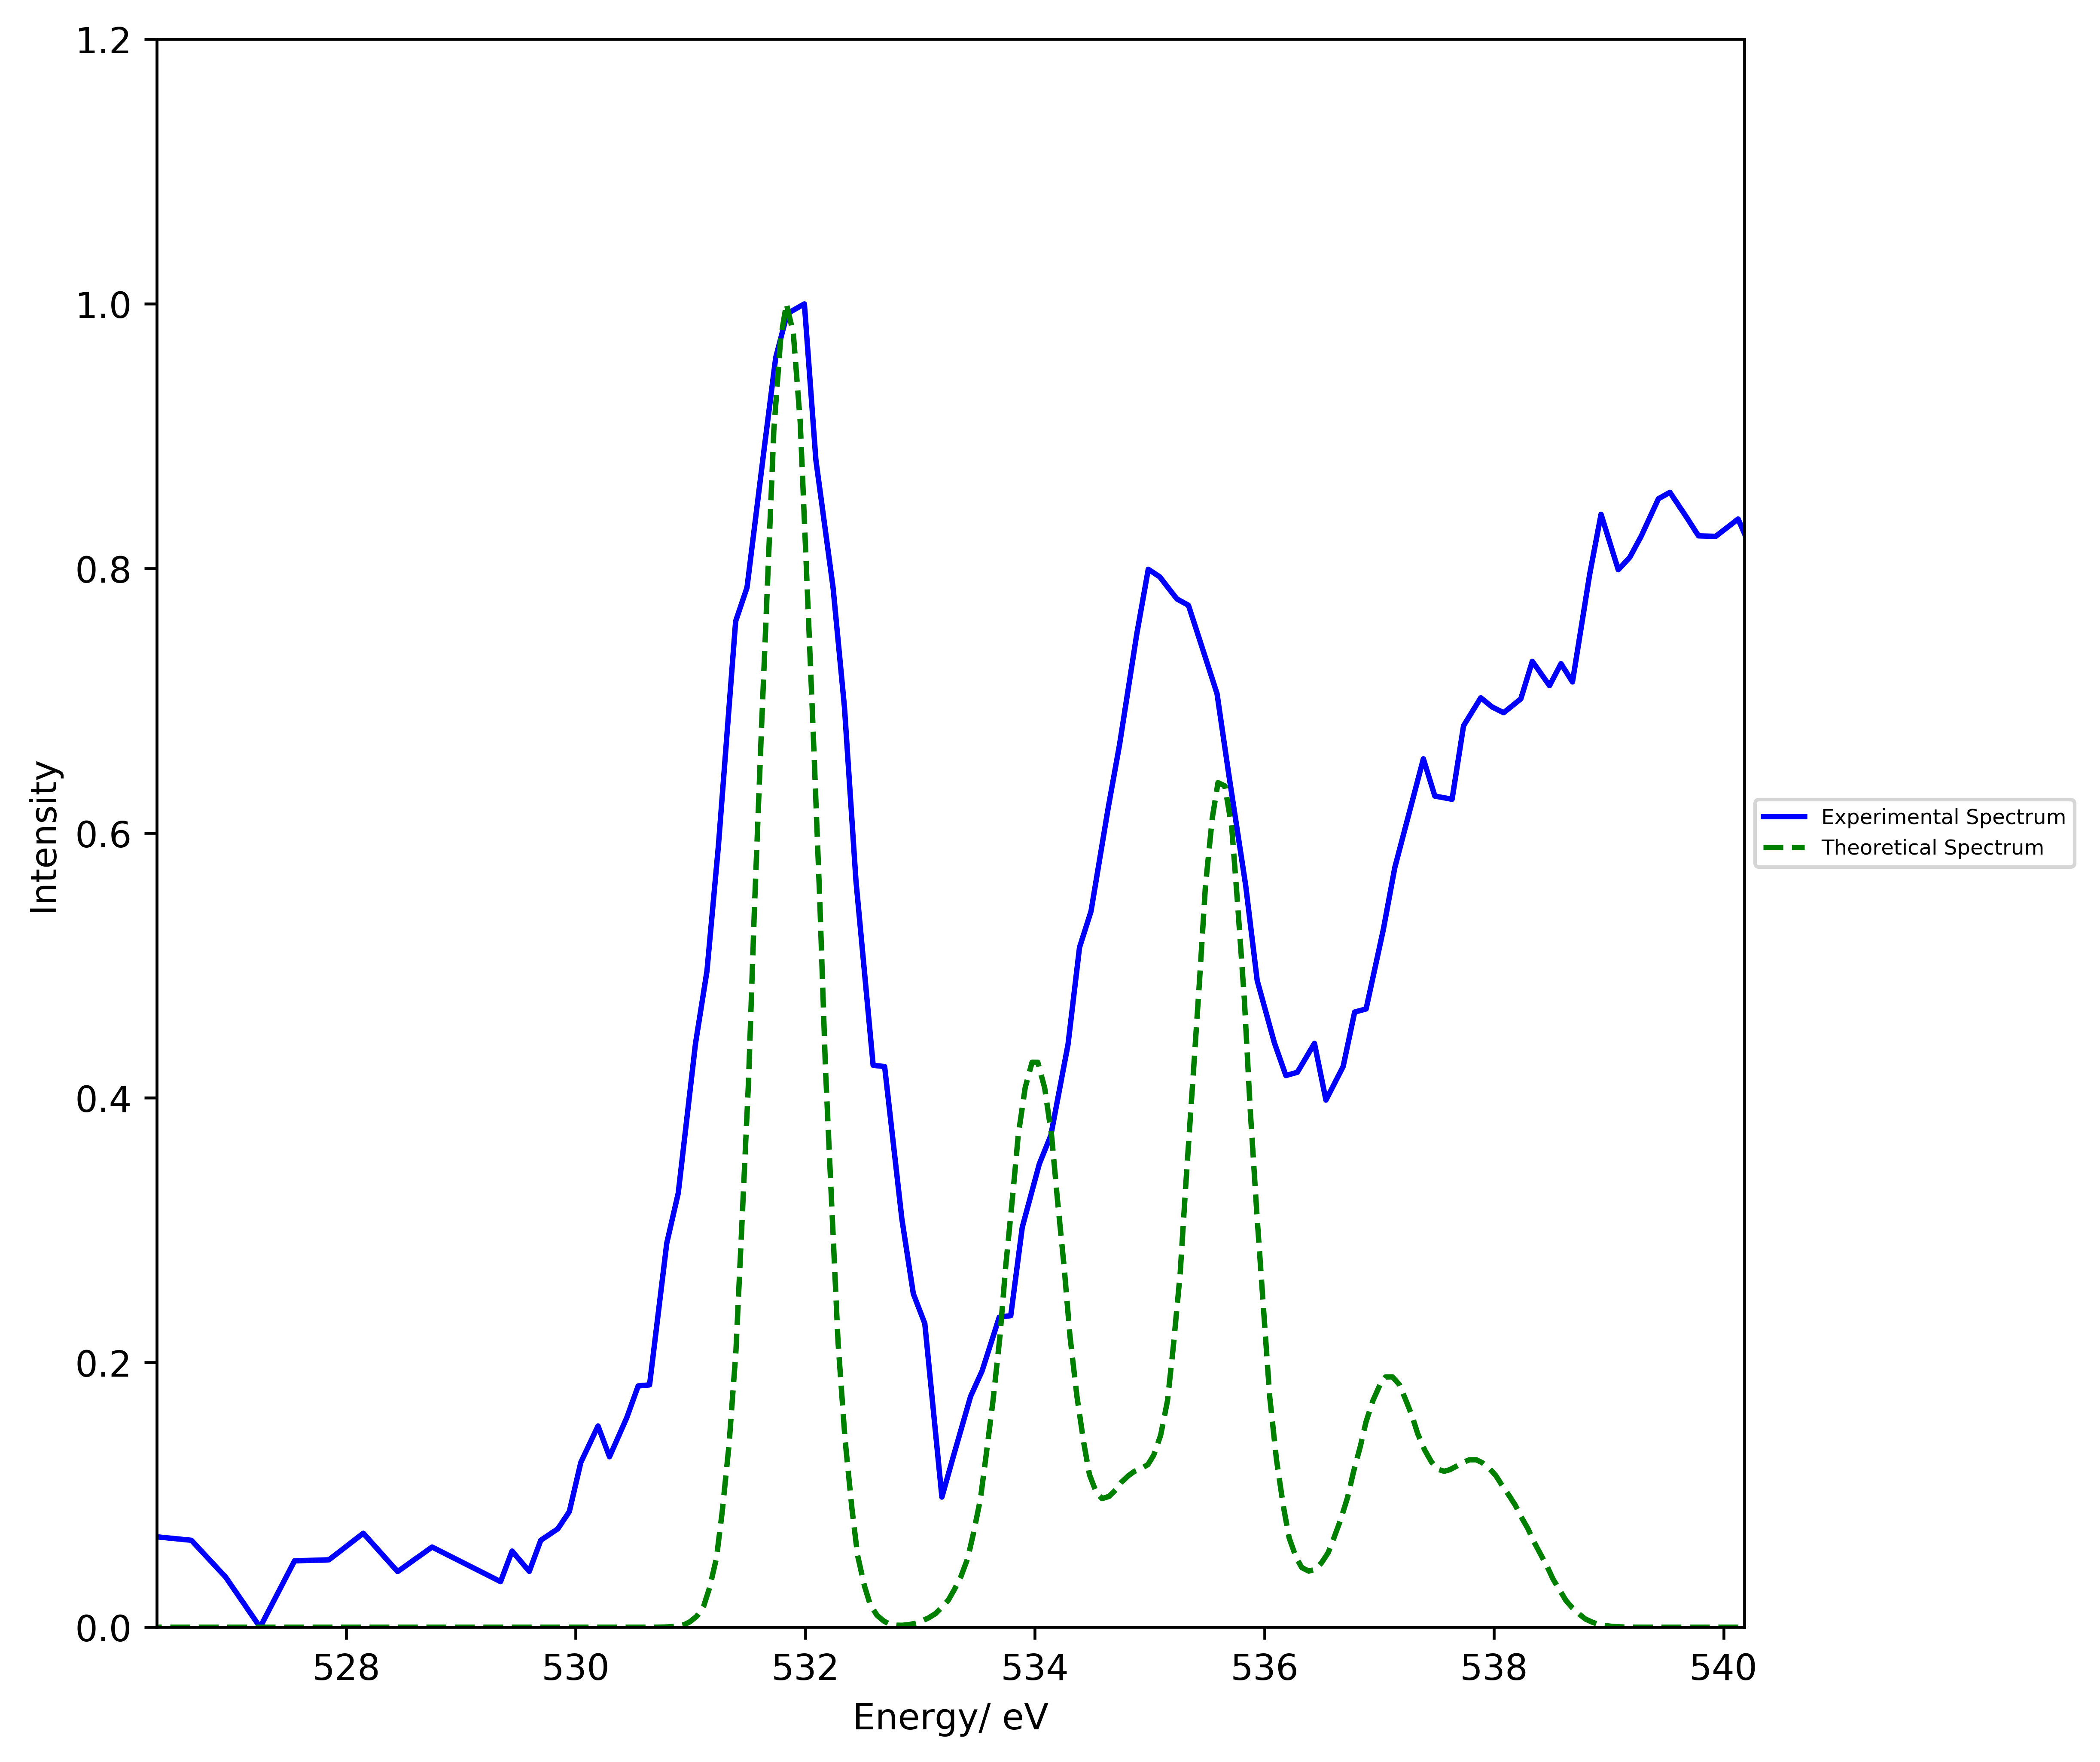 1.2
1.0
0.8
0.6
0.4
0.2
0.0
Intensity
528 530 532 534 536 538 540
Energy/ eV
Experimental Spectrum
Theoretical Spectrum